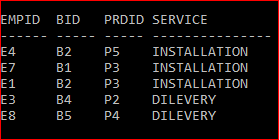 EMPID BID PRDID SERVICE
------ ----- ----- ----------------
E4 B2 P5 INSTALLATION
E7 B1 P3 INSTALLATION
E1 B2 P3 INSTALLATION
E3 B4 P2 DILEVERY
E8 B5 P4 DILEVERY